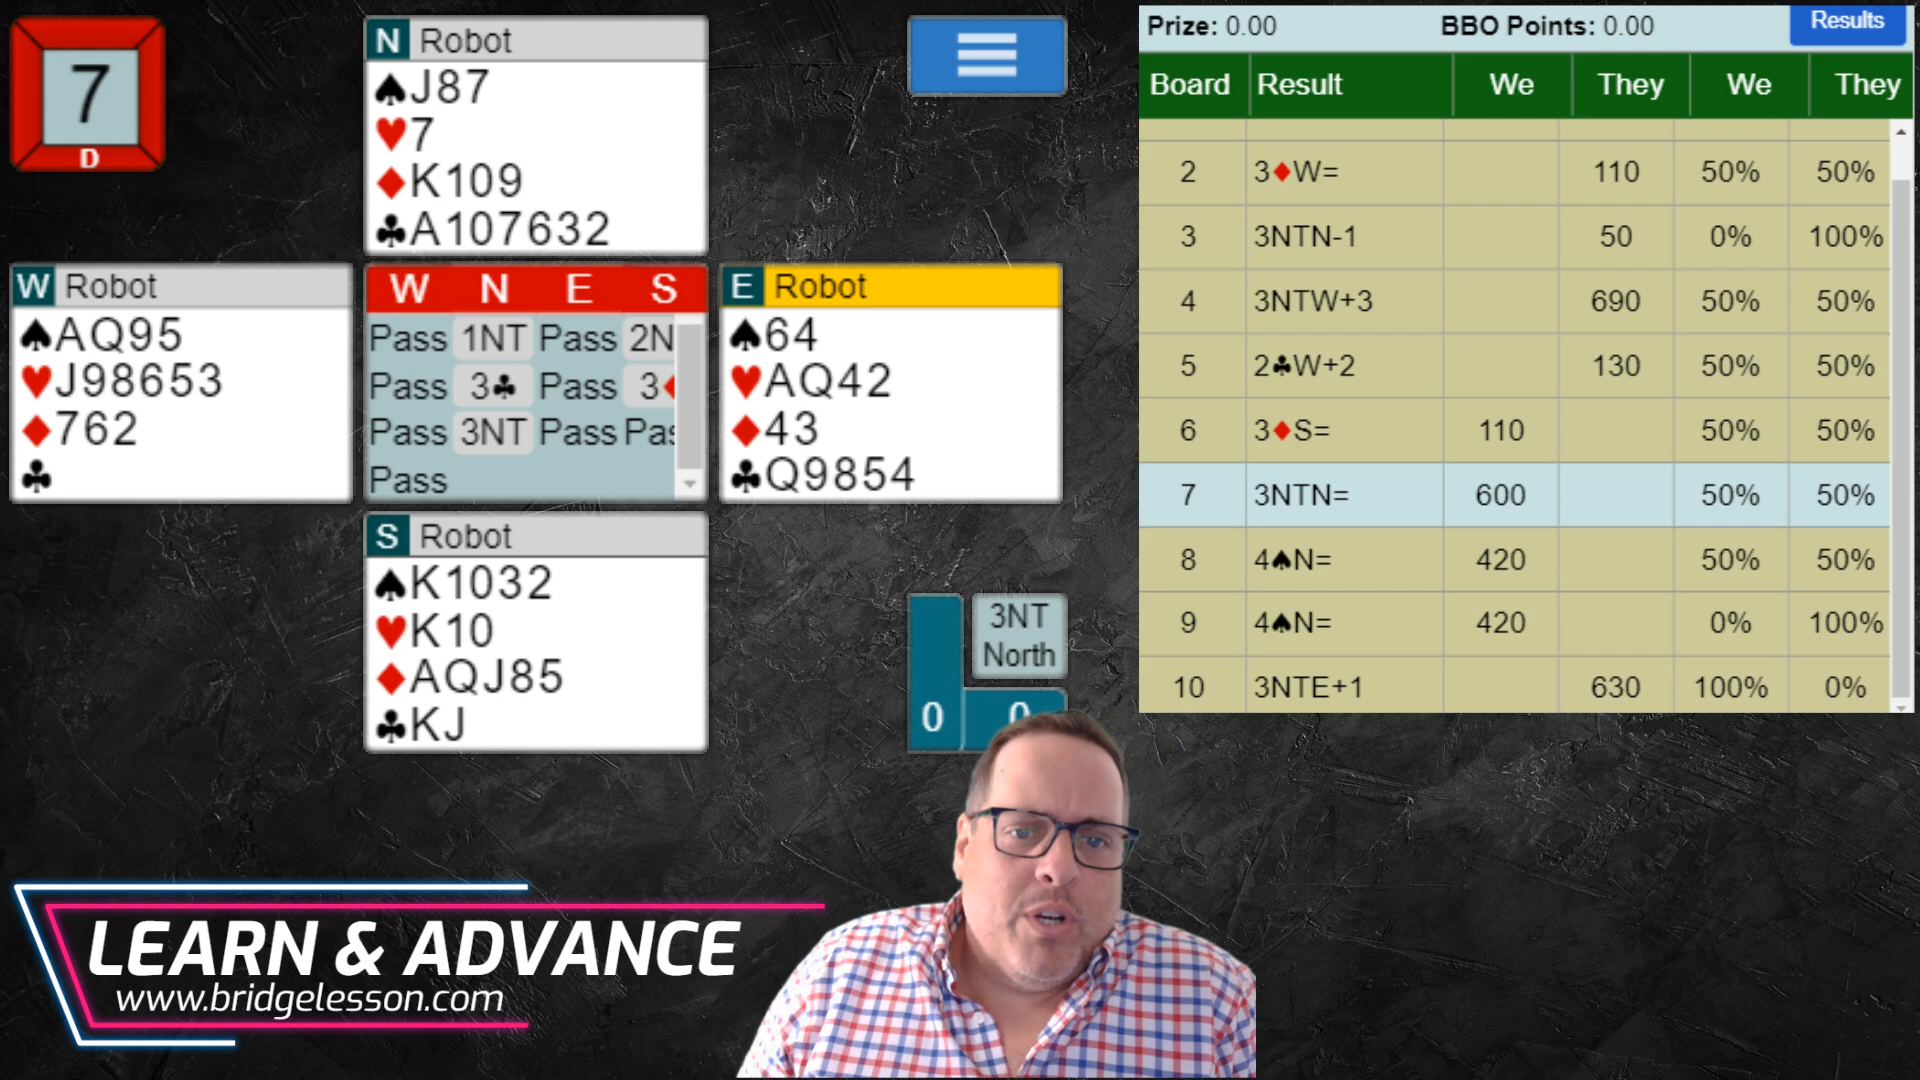 7
D
N Robot
♠J87
♥7
♦K109
♣A107632
W Robot
♠AQ95
♥J98653
♦762
♣
W N E S
Pass 1NT Pass 2N
Pass 3♣ Pass 3♦
Pass 3NT Pass Pas
Pass
E Robot
♠64
♥AQ42
♦43
♣Q9854
S Robot
♠K1032
♥K10
♦AQJ85
♣KJ
3NT
North
0 0
Prize: 0.00 BBO Points: 0.00 Results
Board Result We They We They
2 3♦W= 110 50% 50%
3 3NTN-1 50 0% 100%
4 3NTW+3 690 50% 50%
5 2♣W+2 130 50% 50%
6 3♦S= 110 50% 50%
7 3NTN= 600 50% 50%
8 4♠N= 420 50% 50%
9 4♠N= 420 0% 100%
10 3NTE+1 630 100% 0%
LEARN & ADVANCE
www.bridgelesson.com